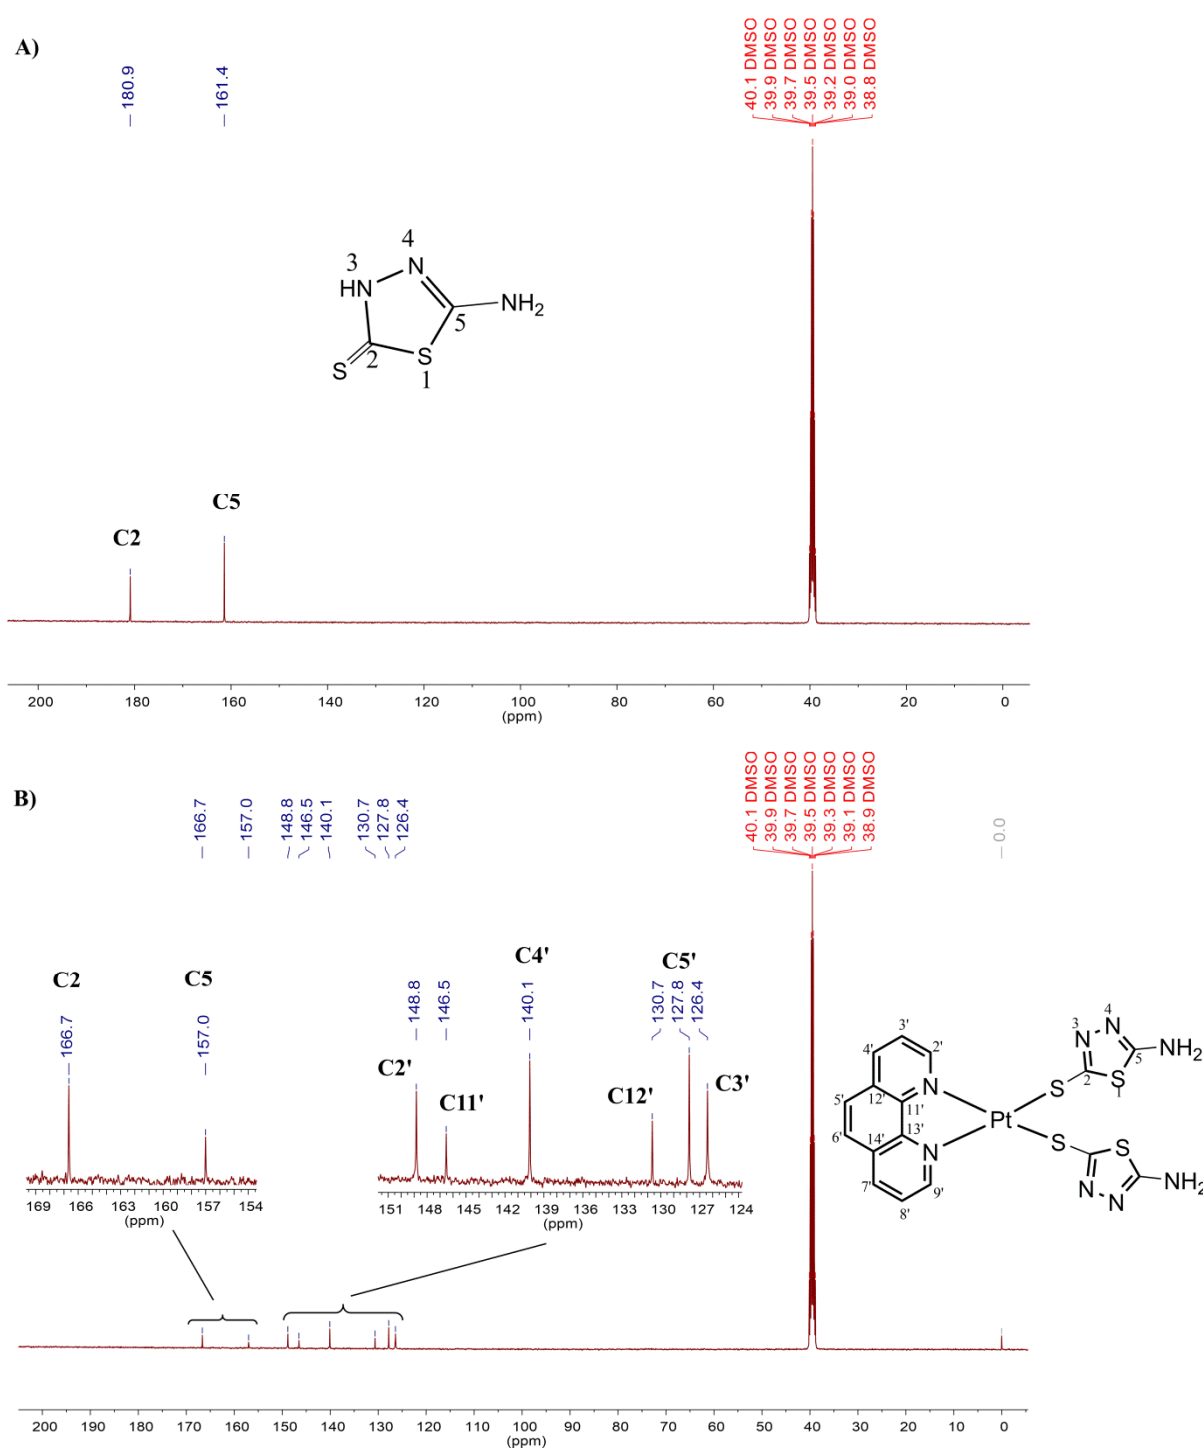 A)
180.9
161.4
40.1 DMSO
39.9 DMSO
39.7 DMSO
39.5 DMSO
39.2 DMSO
39.0 DMSO
38.8 DMSO
3
4
HN
N
NH2
5
S
2
S
1
C2
C5
200 180 160 140 120 100 80 60 40 20 0
(ppm)
B)
166.7
157.0
148.8
146.5
140.1
130.7
127.8
126.4
40.1 DMSO
39.9 DMSO
39.7 DMSO
39.5 DMSO
39.3 DMSO
39.1 DMSO
38.9 DMSO
0.0
C2
C5
166.7
157.0
169 166 163 160 157 154
(ppm)
C4'
C5'
148.8
146.5
140.1
130.7
127.8
126.4
C2'
C11'
C12'
C3'
151 148 145 142 139 136 133 130 127 124
(ppm)
3'
4'
2'
N
5'
12'
11'
6'
13'
14'
N
7'
9'
8'
Pt
S
S
3
4
N
N
5
NH2
2
S
1
S
N
N
NH2
200 190 180 170 160 150 140 130 120 110 100 90 80 70 60 50 40 30 20 10 0
(ppm)